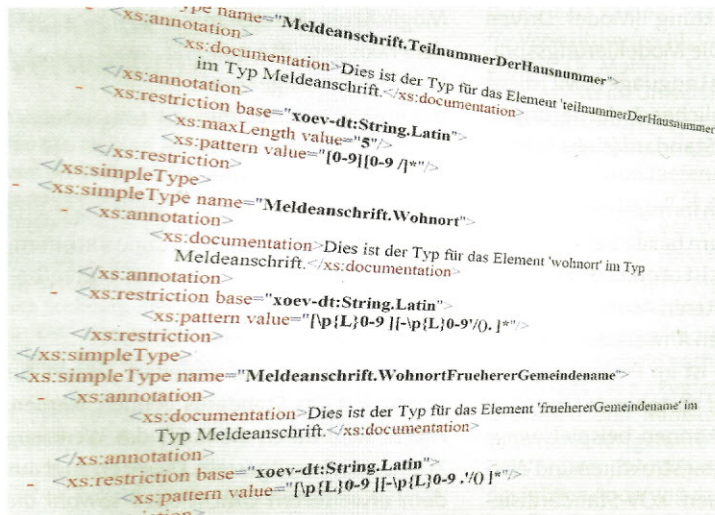 name="Meldeanschrift.TeilnummerDerHausnummer">
- <xs:annotation>
<xs:documentation>Dies ist der Typ für das Element 'teilnummerDerHausnummer
im Typ Meldeanschrift.</xs:documentation>
</xs:annotation>
- <xs:restriction base="xoev-dt:String.Latin">
<xs:maxLength value="5"/>
<xs:pattern value="[0-9][0-9 /]*"/>
</xs:restriction>
</xs:simpleType>
- <xs:simpleType name="Meldeanschrift.Wohnort">
- <xs:annotation>
<xs:documentation>Dies ist der Typ für das Element 'wohnort' im Typ
Meldeanschrift.</xs:documentation>
</xs:annotation>
- <xs:restriction base="xoev-dt:String.Latin">
<xs:pattern value="[\p{L}0-9 ][-\p{L}0-9'/(). ]*"/>
</xs:restriction>
</xs:simpleType>
<xs:simpleType name="Meldeanschrift.WohnortFruehererGemeindename">
- <xs:annotation>
<xs:documentation>Dies ist der Typ für das Element 'fruehererGemeindename' im
Typ Meldeanschrift.</xs:documentation>
</xs:annotation>
- <xs:restriction base="xoev-dt:String.Latin">
<xs:pattern value="[\p{L}0-9 ][-\p{L}0-9 .'/() ]*"/>